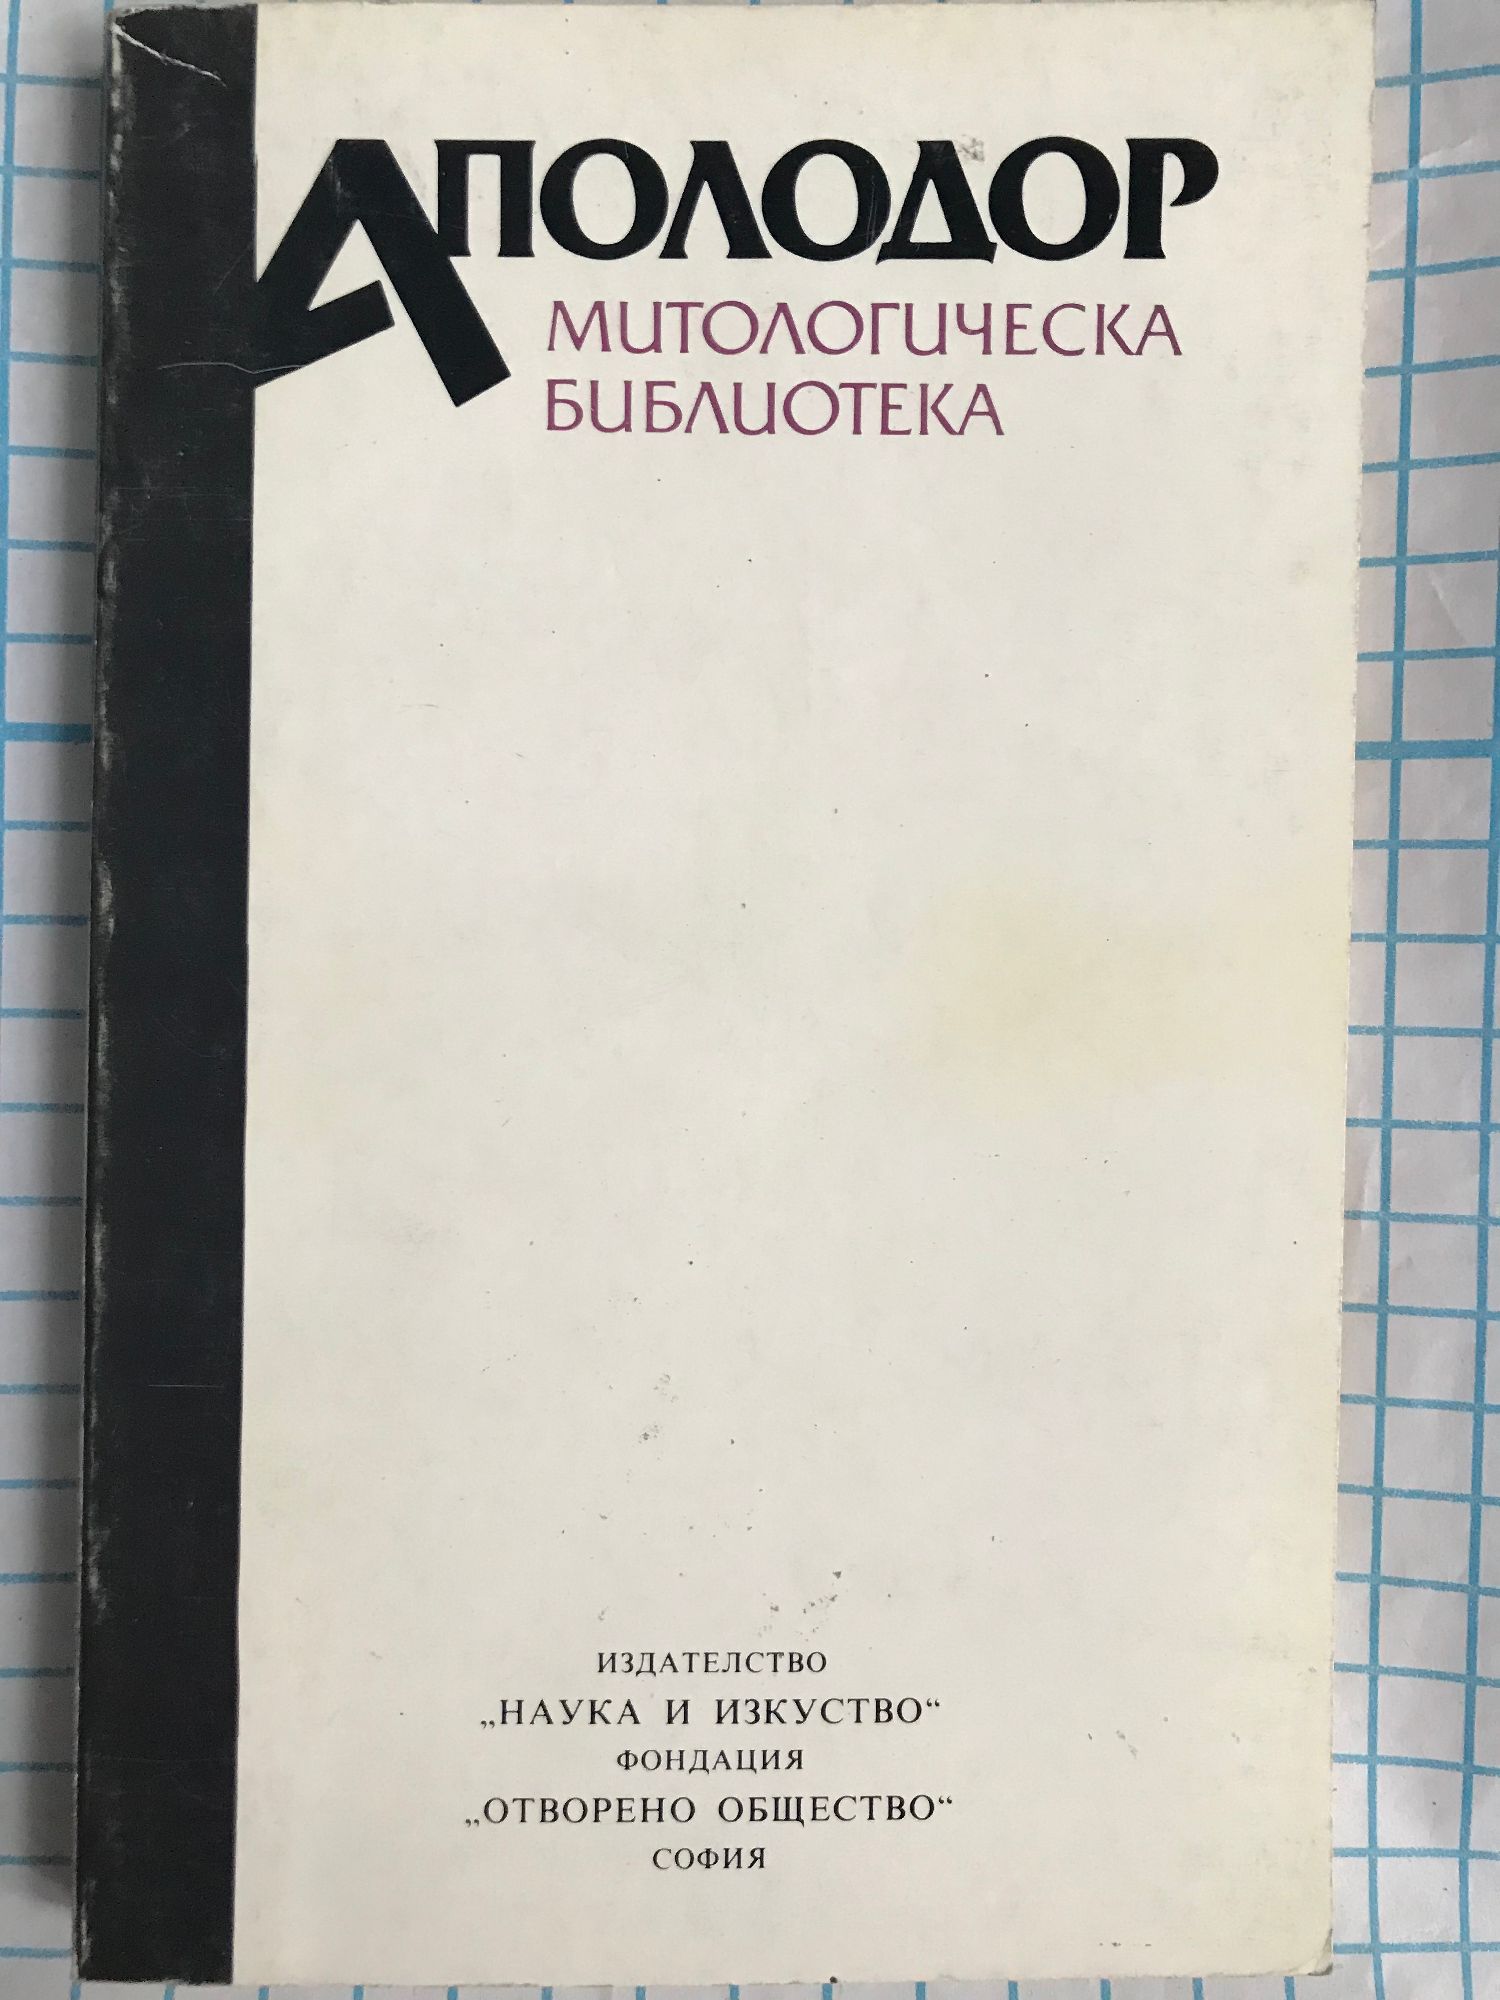 АПОЛОДОР
МИТОЛОГИЧЕСКА
БИБЛИОТЕКА
ИЗДАТЕЛСТВО
„НАУКА И ИЗКУСТВО“
ФОНДАЦИЯ
„ОТВОРЕНО ОБЩЕСТВО“
СОФИЯ